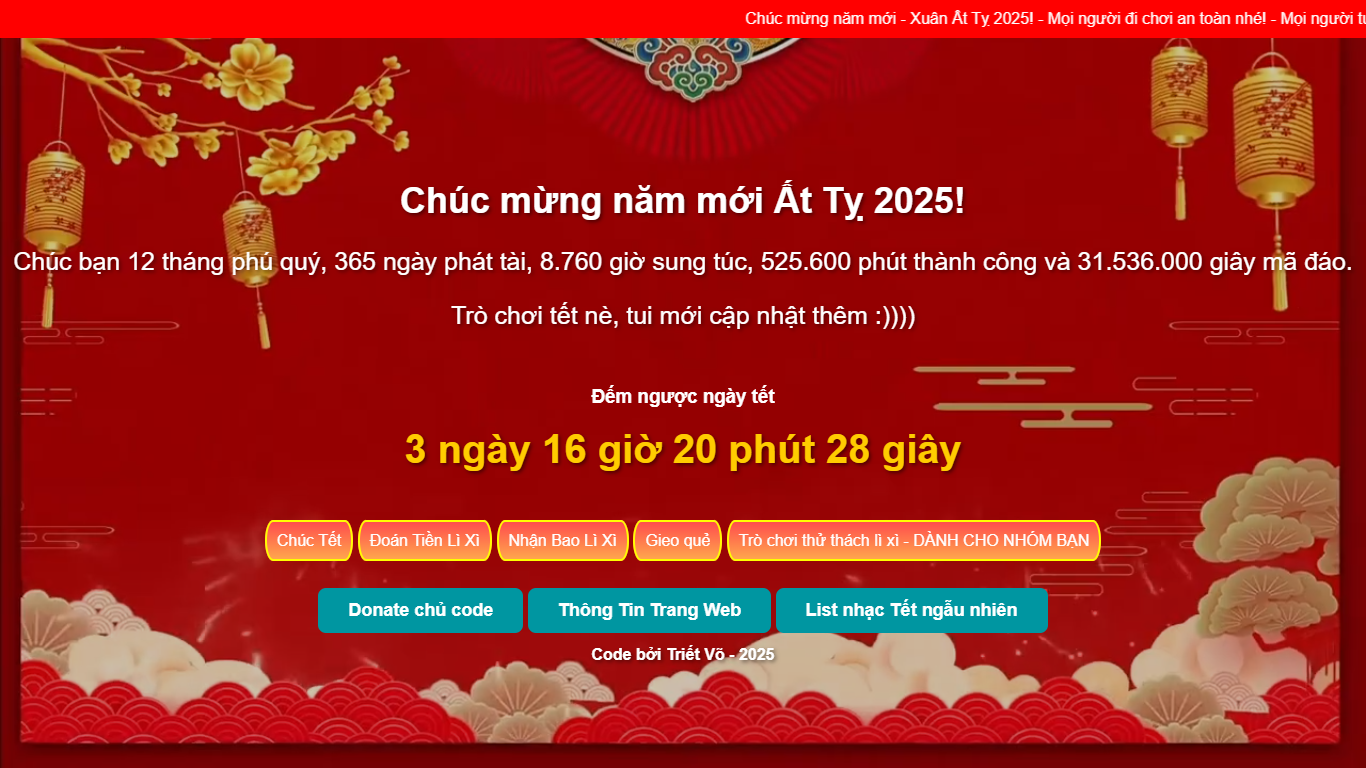 Chúc mừng năm mới - Xuân Ất Tỵ 2025! - Mọi người đi chơi an toàn nhé! - Mọi người
Chúc mừng năm mới Ất Tỵ 2025!
Chúc bạn 12 tháng phú quý, 365 ngày phát tài, 8.760 giờ sung túc, 525.600 phút thành công và 31.536.000 giây mã đáo.
Trò chơi tết nè, tui mới cập nhật thêm :))))
Đếm ngược ngày tết
3 ngày 16 giờ 20 phút 28 giây
Chúc Tết Đoán Tiền Lì Xì Nhận Bao Lì Xì Gieo quẻ Trò chơi thử thách lì xì - DÀNH CHO NHÓM BẠN
Donate chủ code Thông Tin Trang Web List nhạc Tết ngẫu nhiên
Code bởi Triết Võ - 2025